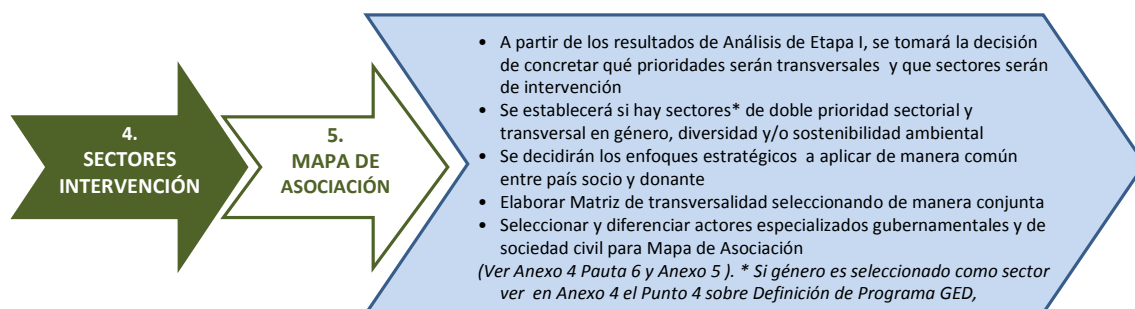 4.
SECTORES
INTERVENCIÓN
5.
MAPA DE
ASOCIACIÓN
• A partir de los resultados de Análisis de Etapa I, se tomará la decisión
de concretar qué prioridades serán transversales y que sectores serán
de intervención
• Se establecerá si hay sectores* de doble prioridad sectorial y
transversal en género, diversidad y/o sostenibilidad ambiental
• Se decidirán los enfoques estratégicos a aplicar de manera común
entre país socio y donante
• Elaborar Matriz de transversalidad seleccionando de manera conjunta
• Seleccionar y diferenciar actores especializados gubernamentales y de
sociedad civil para Mapa de Asociación
(Ver Anexo 4 Pauta 6 y Anexo 5 ). * Si género es seleccionado como sector
ver en Anexo 4 el Punto 4 sobre Definición de Programa GED,